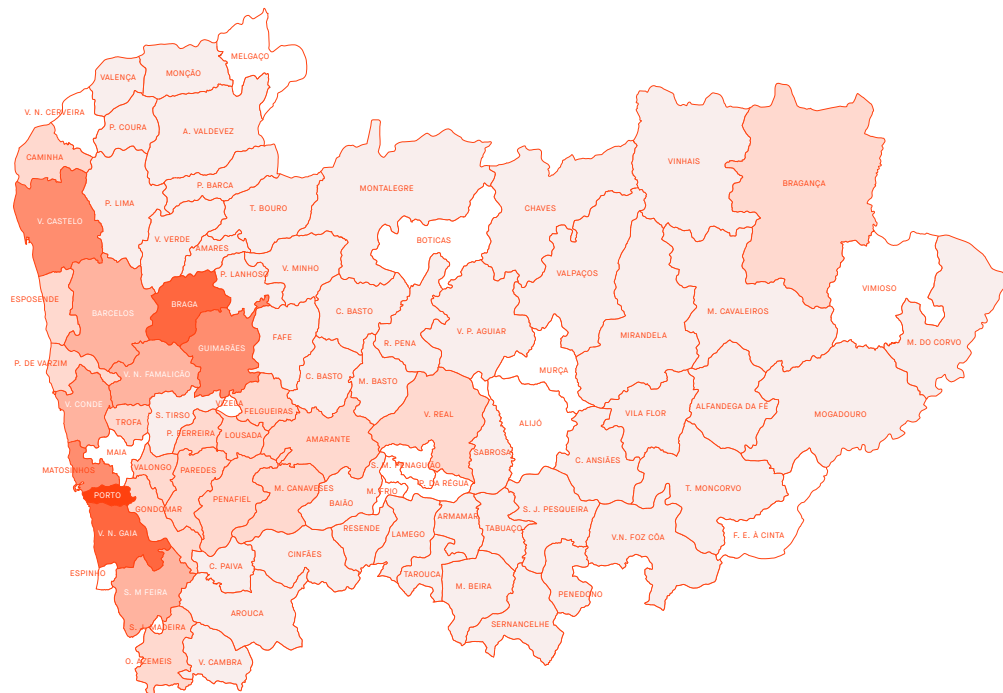 MELGAÇO
VALENÇA
MONÇÃO
V. N. CERVEIRA
P. COURA
A. VALDEVEZ
CAMINHA
VINHAIS
BRAGANÇA
P. BARCA
MONTALEGRE
P. LIMA
T. BOURO
CHAVES
V. CASTELO
V. VERDE
BOTICAS
AMARES
P. LANHOSO
V. MINHO
VALPAÇOS
VIMIOSO
ESPOSENDE
BRAGA
BARCELOS
C. BASTO
M. CAVALEIROS
V. P. AGUIAR
MIRANDELA
FAFE
R. PENA
M. DO CORVO
GUIMARÃES
P. DE VARZIM
MURÇA
V. N. FAMALICÃO
C. BASTO
M. BASTO
V. CONDE
VIZELA
FELGUEIRAS
ALFANDEGA DA FÉ
S. TIRSO
V. REAL
VILA FLOR
MOGADOURO
TROFA
ALIJÓ
P. FERREIRA
LOUSADA
AMARANTE
MAIA
SABROSA
C. ANSIÃES
S. M. PENAGUIÃO
MATOSINHOS
VALONGO
PAREDES
P. DA RÉGUA
M. CANAVESES
T. MONCORVO
M. FRIO
PORTO
PENAFIEL
BAIÃO
GONDOMAR
S. J. PESQUEIRA
ARMAMAR
RESENDE
TABUAÇO
V. N. GAIA
LAMEGO
F. E. À CINTA
V.N. FOZ CÔA
CINFÃES
C. PAIVA
ESPINHO
TAROUCA
M. BEIRA
S. M FEIRA
PENEDONO
AROUCA
SERNANCELHE
S. J. MADEIRA
O. AZEMEIS
V. CAMBRA